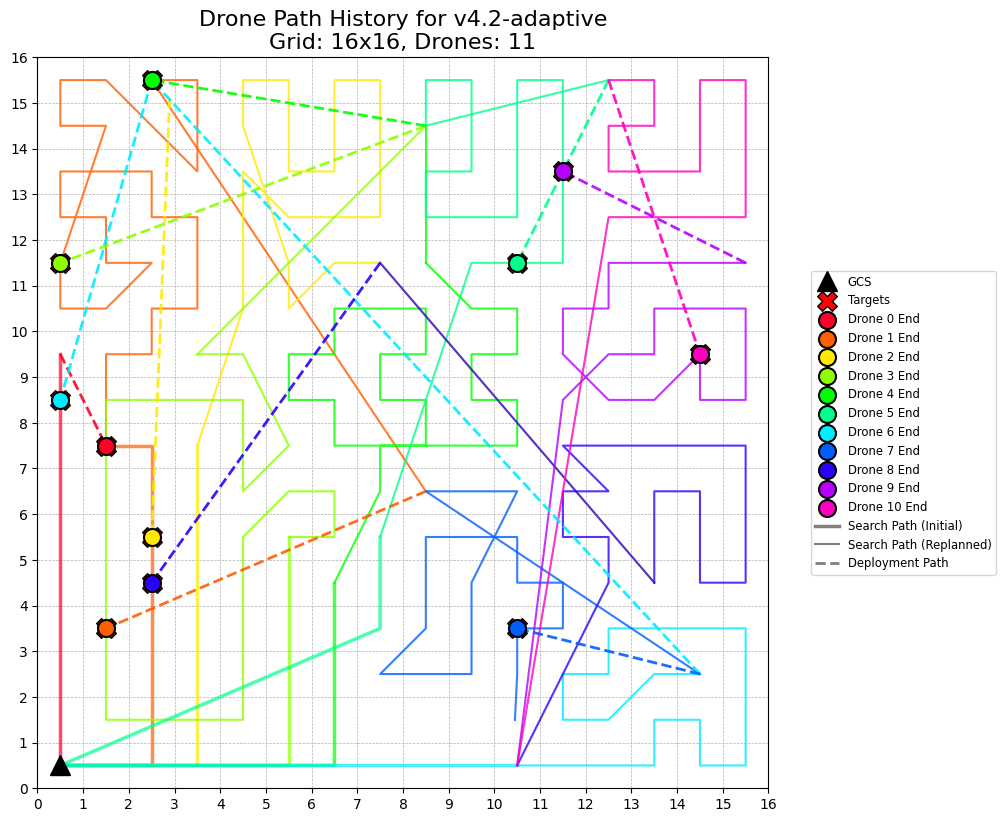 Drone Path History for v4.2-adaptive
Grid: 16x16, Drones: 11
16
15
14
13
12
11
10
9
8
7
6
5
4
3
2
1
0
0 1 2 3 4 5 6 7 8 9 10 11 12 13 14 15 16
GCS
Targets
Drone 0 End
Drone 1 End
Drone 2 End
Drone 3 End
Drone 4 End
Drone 5 End
Drone 6 End
Drone 7 End
Drone 8 End
Drone 9 End
Drone 10 End
Search Path (Initial)
Search Path (Replanned)
Deployment Path